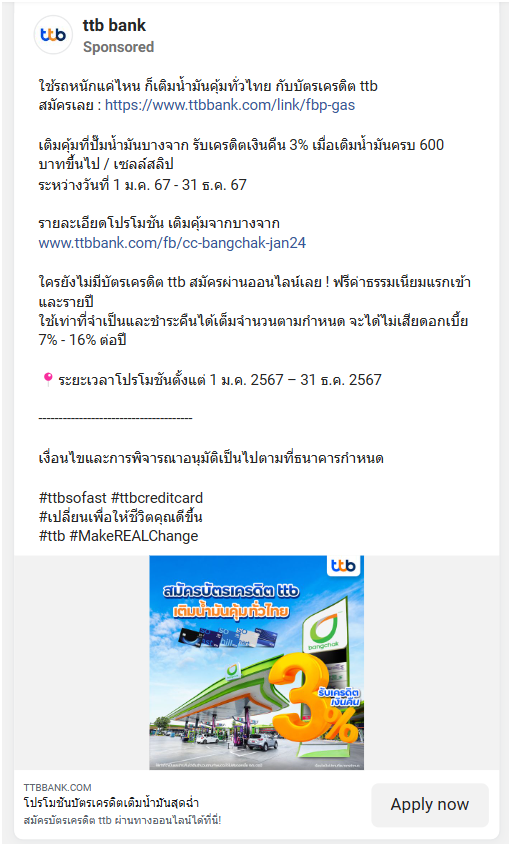 ttb bank
Sponsored
ใช้รถหนักแค่ไหน ก็เติมน้ำมันคุ้มทั่วไทย กับบัตรเครดิต ttb
สมัครเลย : https://www.ttbbank.com/link/fbp-gas
เติมคุ้มที่ปั๊มน้ำมันบางจาก รับเครดิตเงินคืน 3% เมื่อเติมน้ำมันครบ 600
บาทขึ้นไป / เซลล์สลิป
ระหว่างวันที่ 1 ม.ค. 67 - 31 ธ.ค. 67
รายละเอียดโปรโมชัน เติมคุ้มจากบางจาก
www.ttbbank.com/fb/cc-bangchak-jan24
ใครยังไม่มีบัตรเครดิต ttb สมัครผ่านออนไลน์เลย ! ฟรีค่าธรรมเนียมแรกเข้า
และรายปี
ใช้เท่าที่จำเป็นและชำระคืนได้เต็มจำนวนตามกำหนด จะได้ไม่เสียดอกเบี้ย
7% - 16% ต่อปี
📍 ระยะเวลาโปรโมชันตั้งแต่ 1 ม.ค. 2567 – 31 ธ.ค. 2567
--------------------------------------
เงื่อนไขและการพิจารณาอนุมัติเป็นไปตามที่ธนาคารกำหนด
#ttbsofast #ttbcreditcard
#เปลี่ยนเพื่อให้ชีวิตคุณดีขึ้น
#ttb #MakeREALChange
ttb
สมัครบัตรเครดิต ttb
เติมน้ำมันคุ้มทั่วไทย
bangchak
3%
รับเครดิต
เงินคืน
TTBBANK.COM
โปรโมชันบัตรเครดิตเติมน้ำมันสุดฉ่ำ
สมัครบัตรเครดิต ttb ผ่านทางออนไลน์ได้ที่นี่!
Apply now